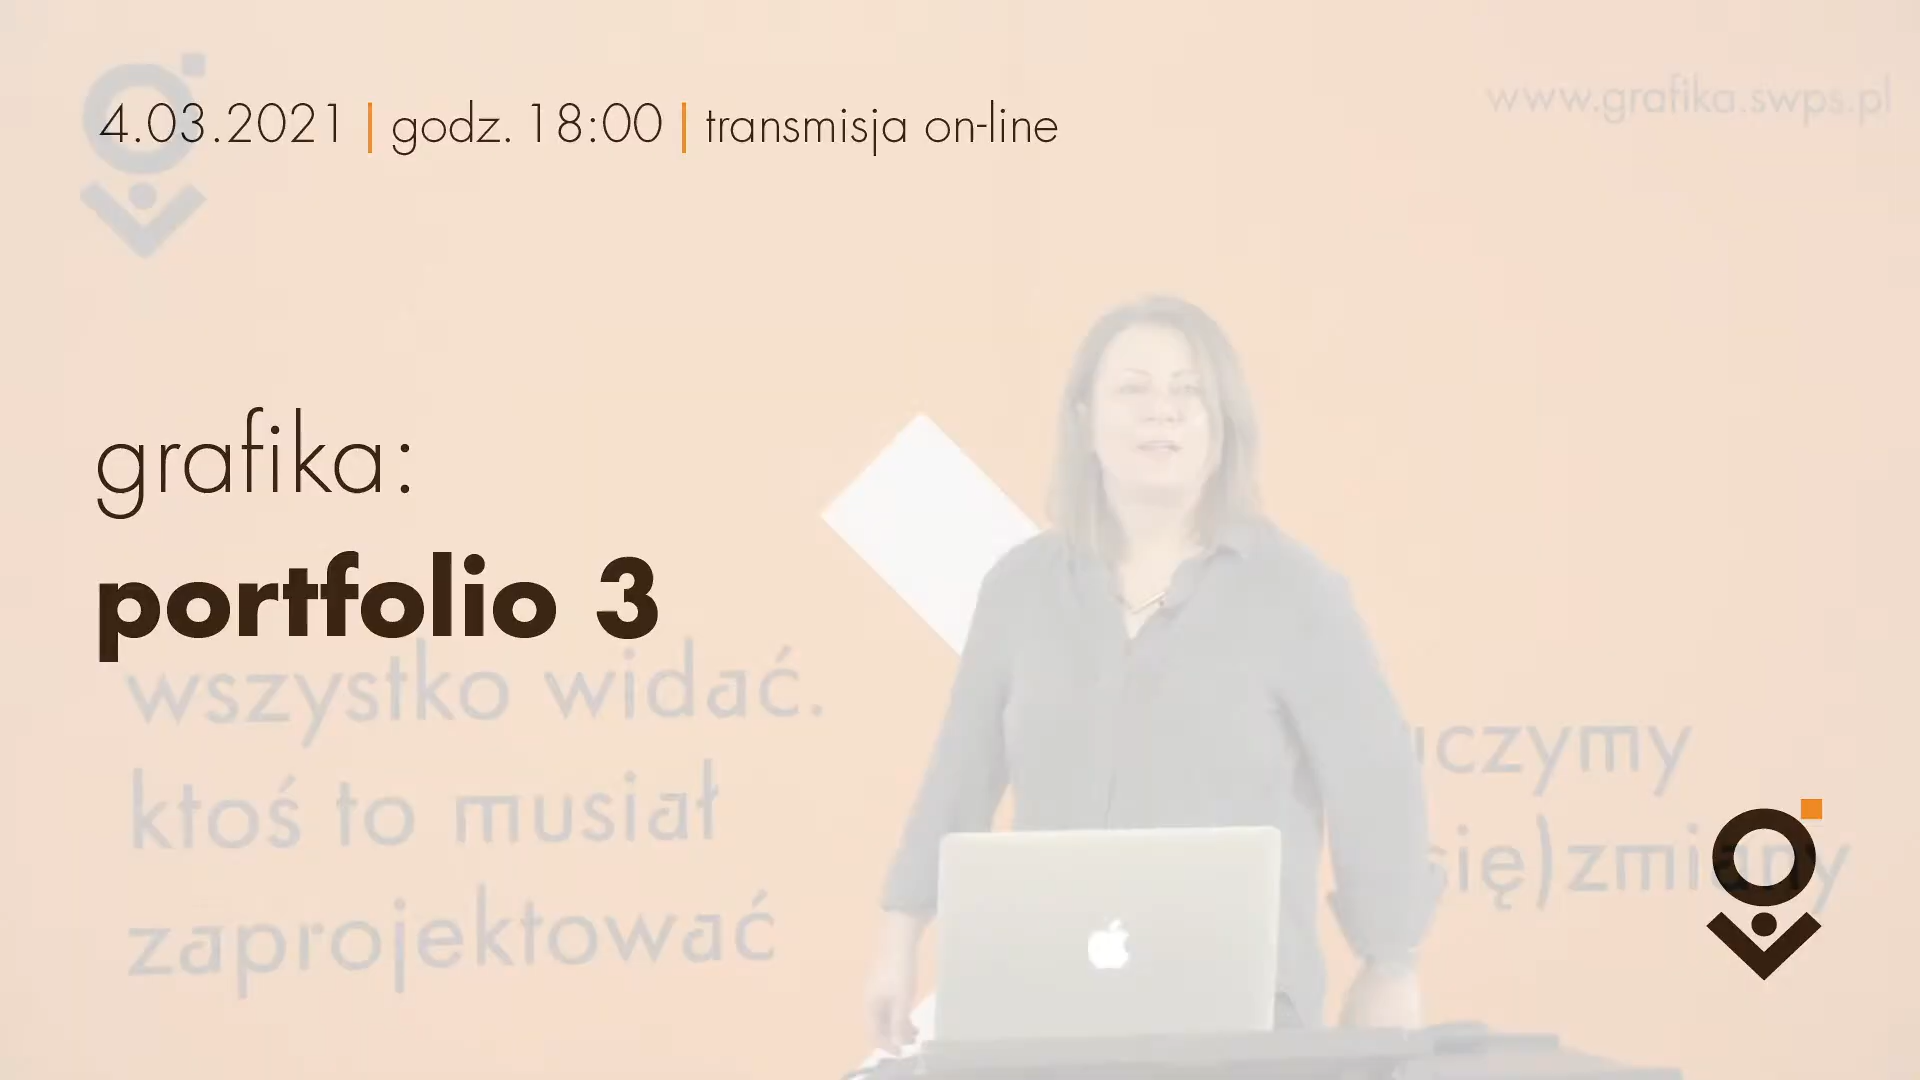 4.03.2021 | godz. 18:00 | transmisja on-line
www.grafika.swps.pl
grafika:
portfolio 3
wszystko widać.
ktoś to musiał
zaprojektować
uczymy
się)zmiany